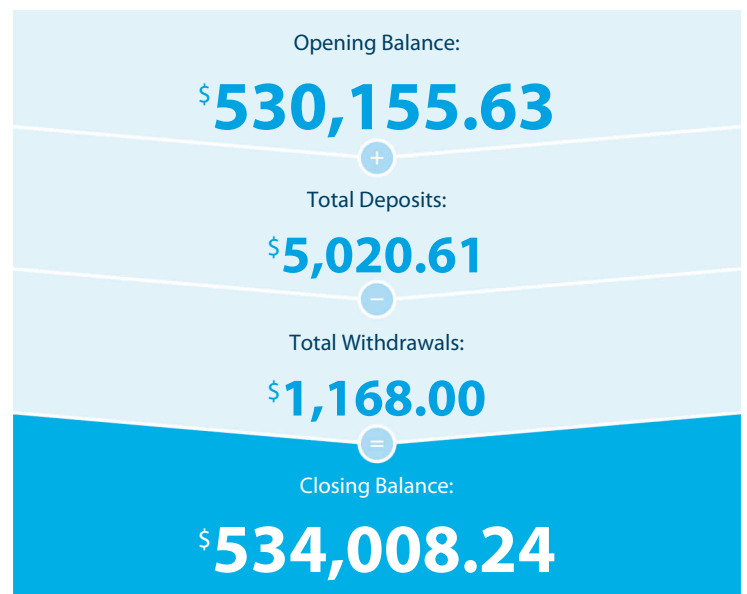 Opening Balance:
$530,155.63
+
Total Deposits:
$5,020.61
−
Total Withdrawals:
$1,168.00
=
Closing Balance:
$534,008.24